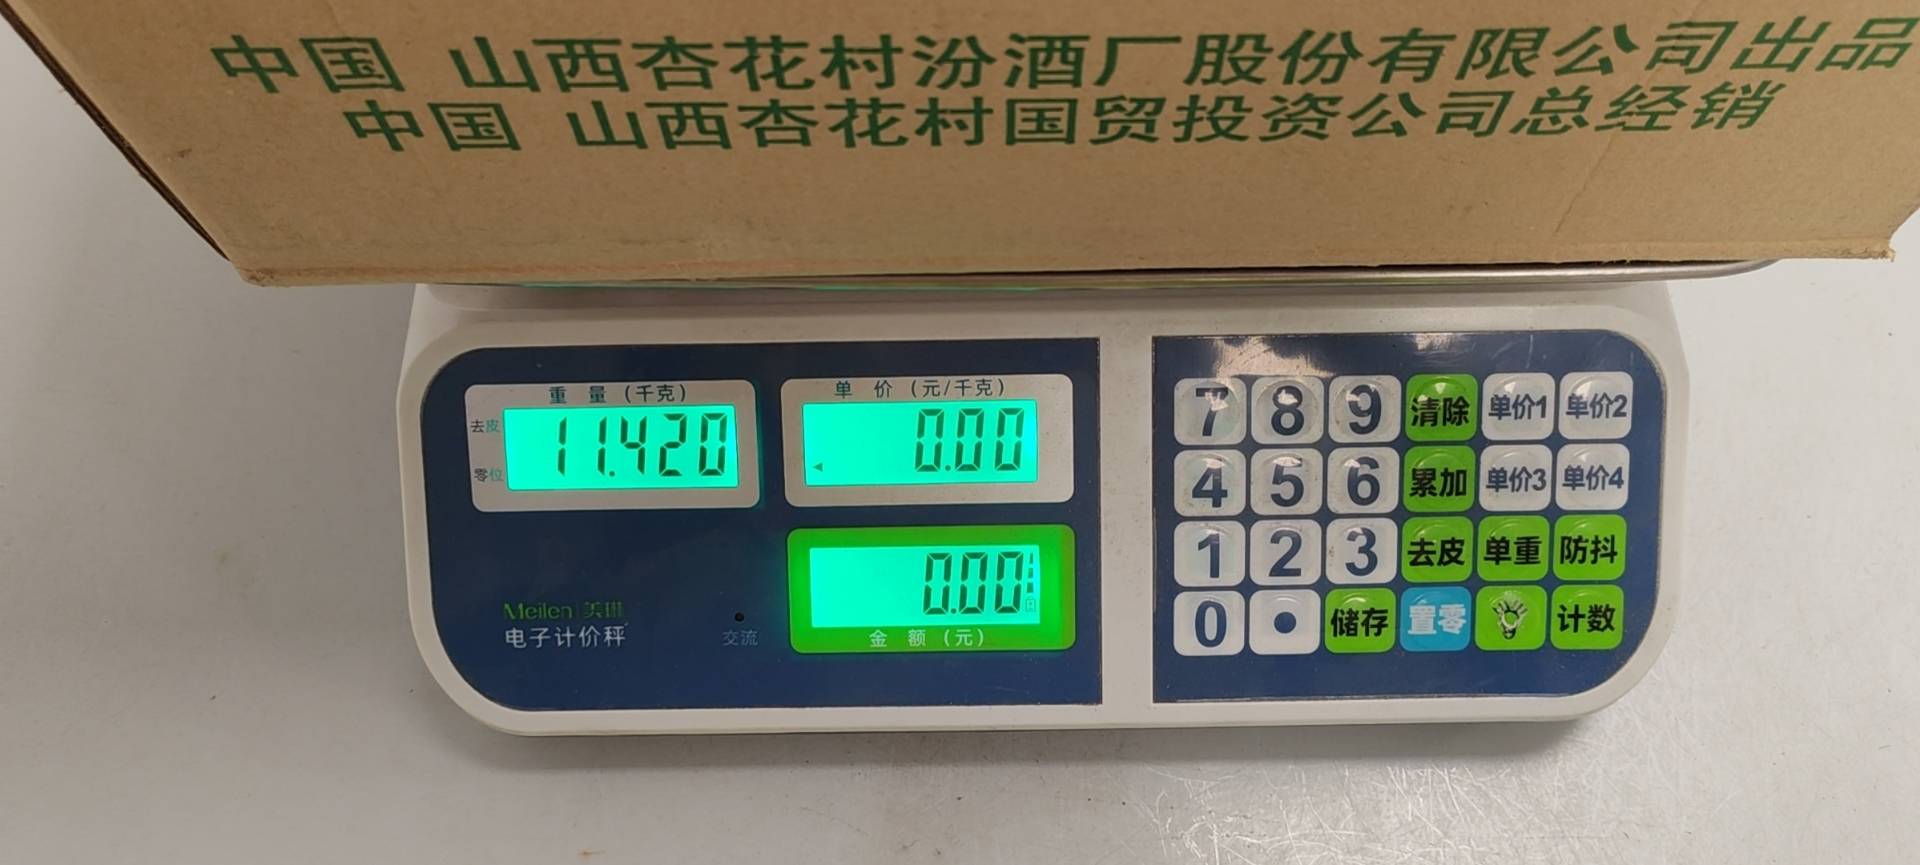 中国 山西杏花村汾酒厂股份有限公司出品
中国 山西杏花村国贸投资公司总经销
重 量 (千克)
去皮
零位
11.420
单 价 (元/千克)
0.00
0.00
金 额 (元)
Meilen 美琳
电子计价秤
交流
7 8 9 清除 单价1 单价2
4 5 6 累加 单价3 单价4
1 2 3 去皮 单重 防抖
0 • 储存 置零 计数